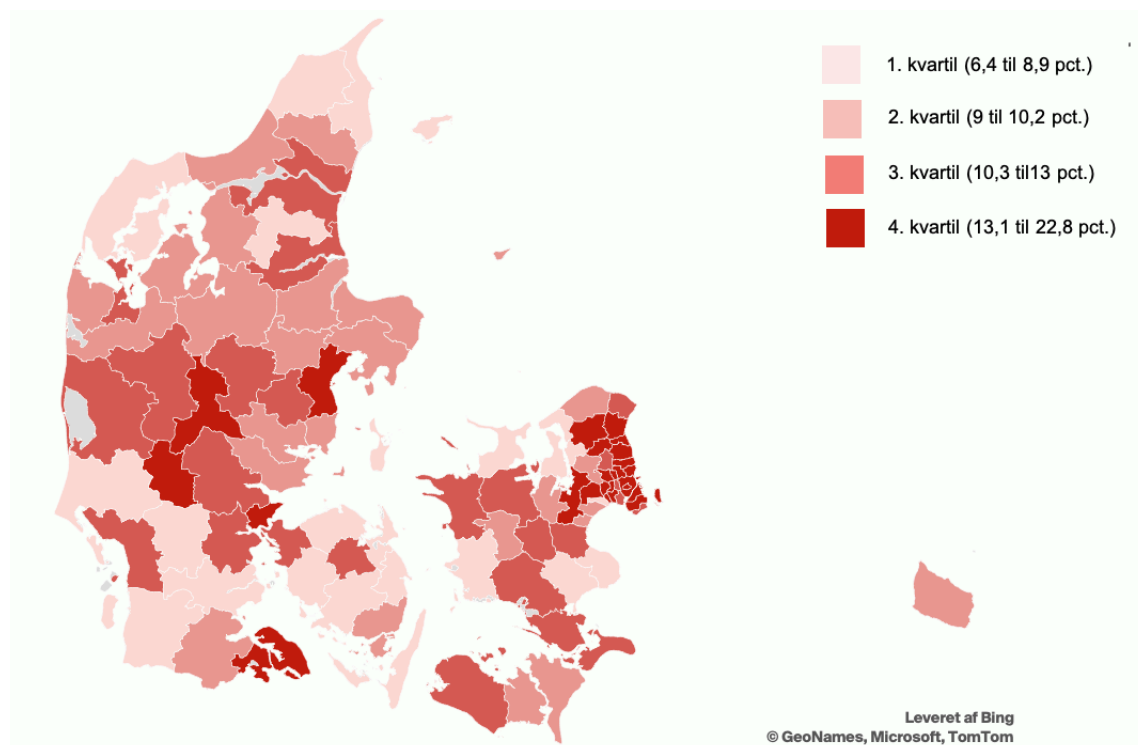 1. kvartil (6,4 til 8,9 pct.)
2. kvartil (9 til 10,2 pct.)
3. kvartil (10,3 til13 pct.)
4. kvartil (13,1 til 22,8 pct.)
Leveret af Bing
© GeoNames, Microsoft, TomTom